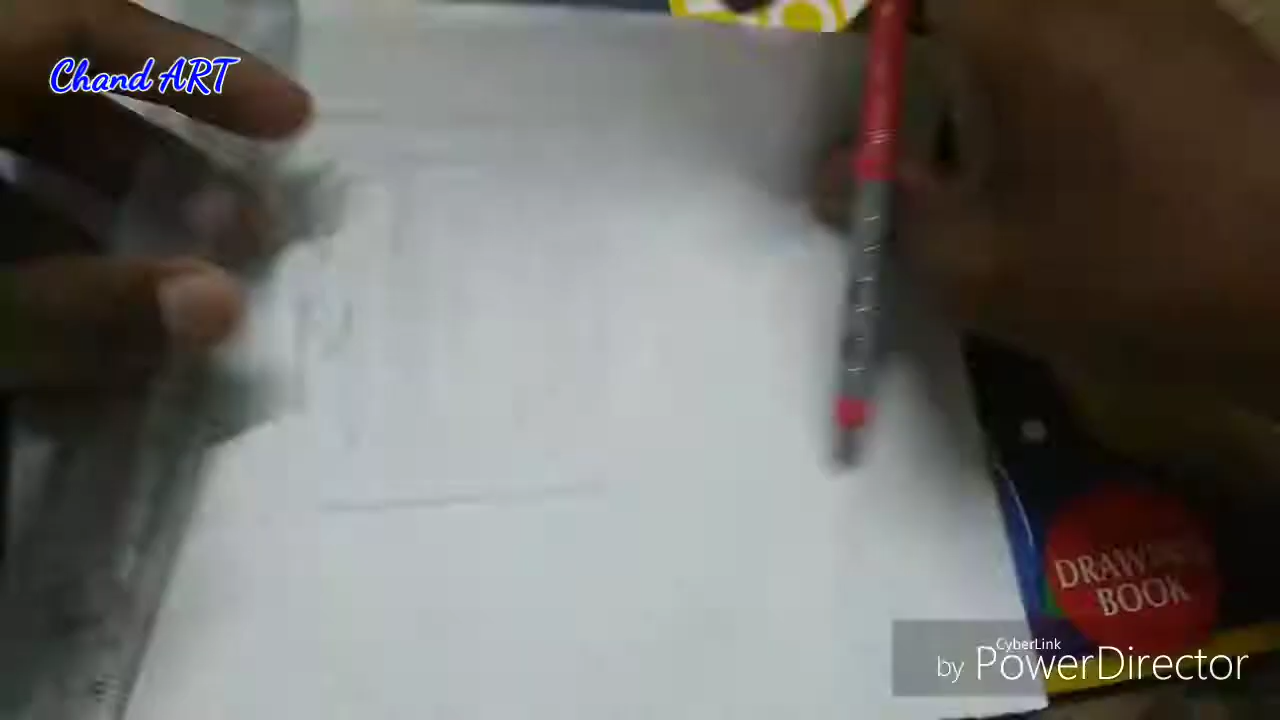 Chand ART
DRAWING
BOOK
CyberLink
by PowerDirector